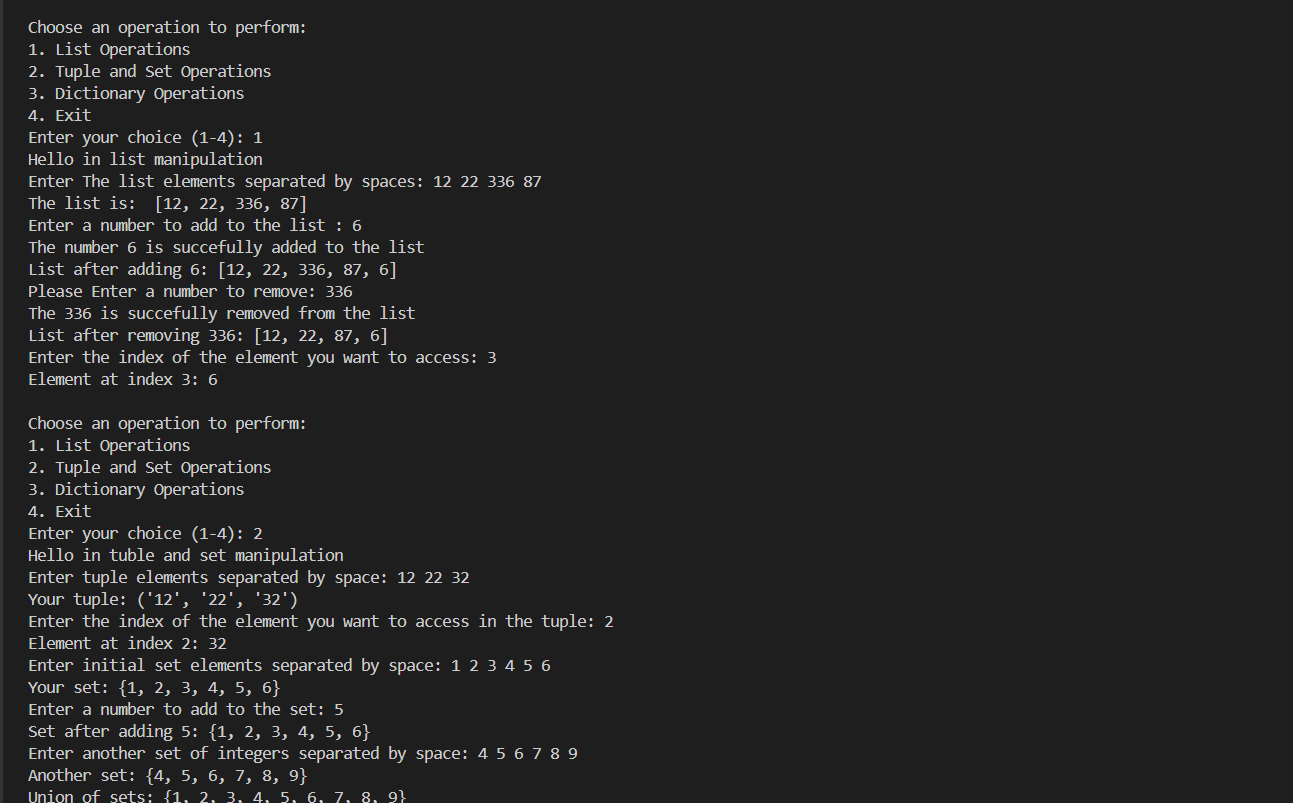 Choose an operation to perform:
1. List Operations
2. Tuple and Set Operations
3. Dictionary Operations
4. Exit
Enter your choice (1-4): 1
Hello in list manipulation
Enter The list elements separated by spaces: 12 22 336 87
The list is:  [12, 22, 336, 87]
Enter a number to add to the list : 6
The number 6 is succefully added to the list
List after adding 6: [12, 22, 336, 87, 6]
Please Enter a number to remove: 336
The 336 is succefully removed from the list
List after removing 336: [12, 22, 87, 6]
Enter the index of the element you want to access: 3
Element at index 3: 6
Choose an operation to perform:
1. List Operations
2. Tuple and Set Operations
3. Dictionary Operations
4. Exit
Enter your choice (1-4): 2
Hello in tuble and set manipulation
Enter tuple elements separated by space: 12 22 32
Your tuple: ('12', '22', '32')
Enter the index of the element you want to access in the tuple: 2
Element at index 2: 32
Enter initial set elements separated by space: 1 2 3 4 5 6
Your set: {1, 2, 3, 4, 5, 6}
Enter a number to add to the set: 5
Set after adding 5: {1, 2, 3, 4, 5, 6}
Enter another set of integers separated by space: 4 5 6 7 8 9
Another set: {4, 5, 6, 7, 8, 9}
Union of sets: {1, 2, 3, 4, 5, 6, 7, 8, 9}